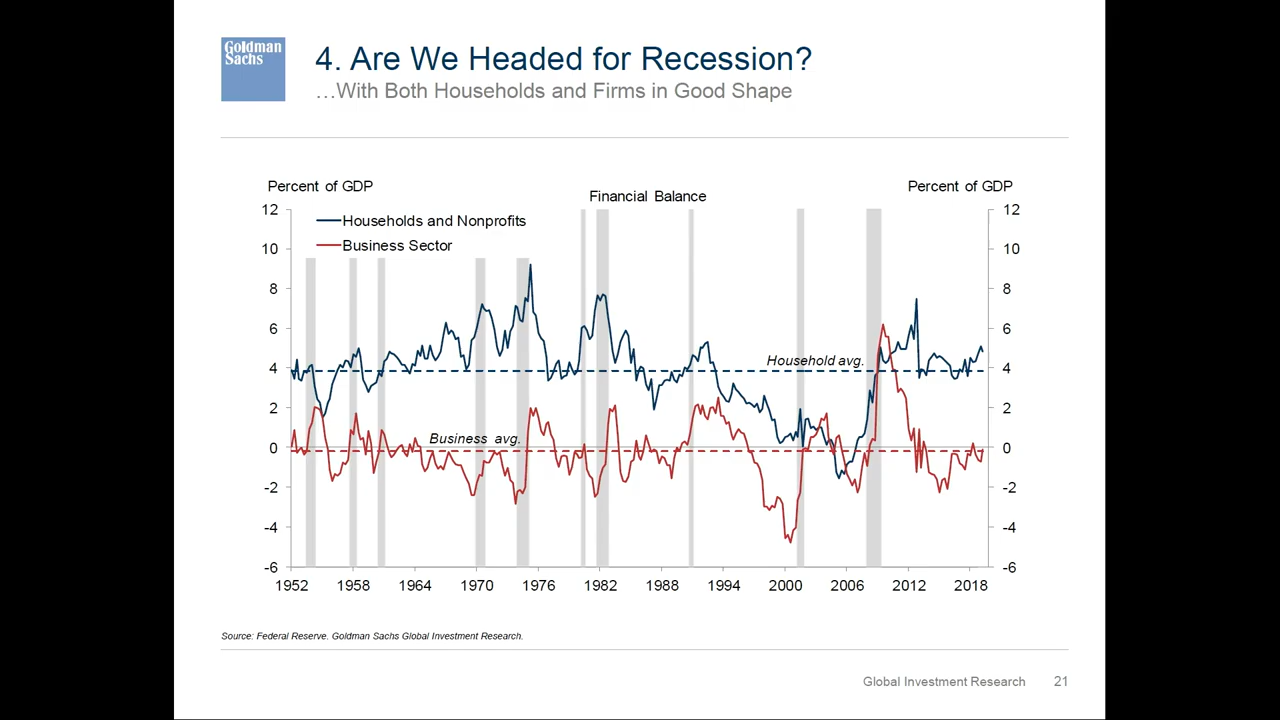 Goldman
Sachs
4. Are We Headed for Recession?
…With Both Households and Firms in Good Shape
Percent of GDP
Percent of GDP
Financial Balance
Households and Nonprofits
Business Sector
12
10
8
6
4
2
0
-2
-4
-6
12
10
8
6
4
2
0
-2
-4
-6
Household avg.
Business avg.
1952 1958 1964 1970 1976 1982 1988 1994 2000 2006 2012 2018
Source: Federal Reserve. Goldman Sachs Global Investment Research.
Global Investment Research 21